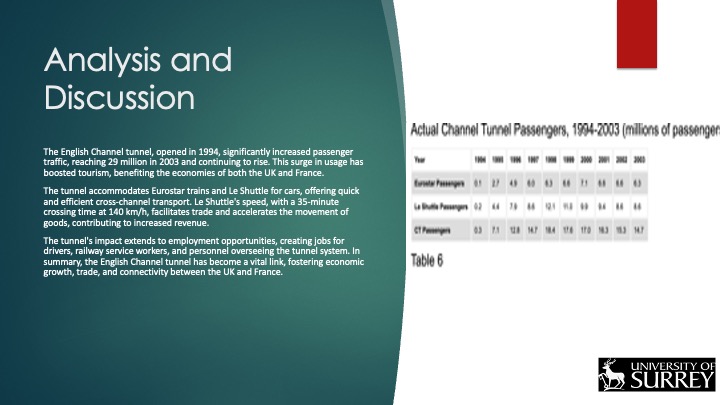 Analysis and
Discussion
The English Channel tunnel, opened in 1994, significantly increased passenger
traffic, reaching 29 million in 2003 and continuing to rise. This surge in usage has
boosted tourism, benefiting the economies of both the UK and France.
The tunnel accommodates Eurostar trains and Le Shuttle for cars, offering quick
and efficient cross-channel transport. Le Shuttle's speed, with a 35-minute
crossing time at 140 km/h, facilitates trade and accelerates the movement of
goods, contributing to increased revenue.
The tunnel's impact extends to employment opportunities, creating jobs for
drivers, railway service workers, and personnel overseeing the tunnel system. In
summary, the English Channel tunnel has become a vital link, fostering economic
growth, trade, and connectivity between the UK and France.
Actual Channel Tunnel Passengers, 1994-2003 (millions of passenger
Year 1994 1995 1996 1997 1998 1999 2000 2001 2002 2003
Eurostar Passengers 0.1 2.7 4.9 6.0 6.3 6.6 7.1 6.9 6.6 6.3
Le Shuttle Passengers 0.2 4.4 7.9 8.6 12.1 11.0 9.9 9.4 8.6 8.6
CT Passengers 0.3 7.1 12.8 14.7 18.4 17.6 17.0 16.3 15.3 14.7
Table 6
UNIVERSITY OF
SURREY